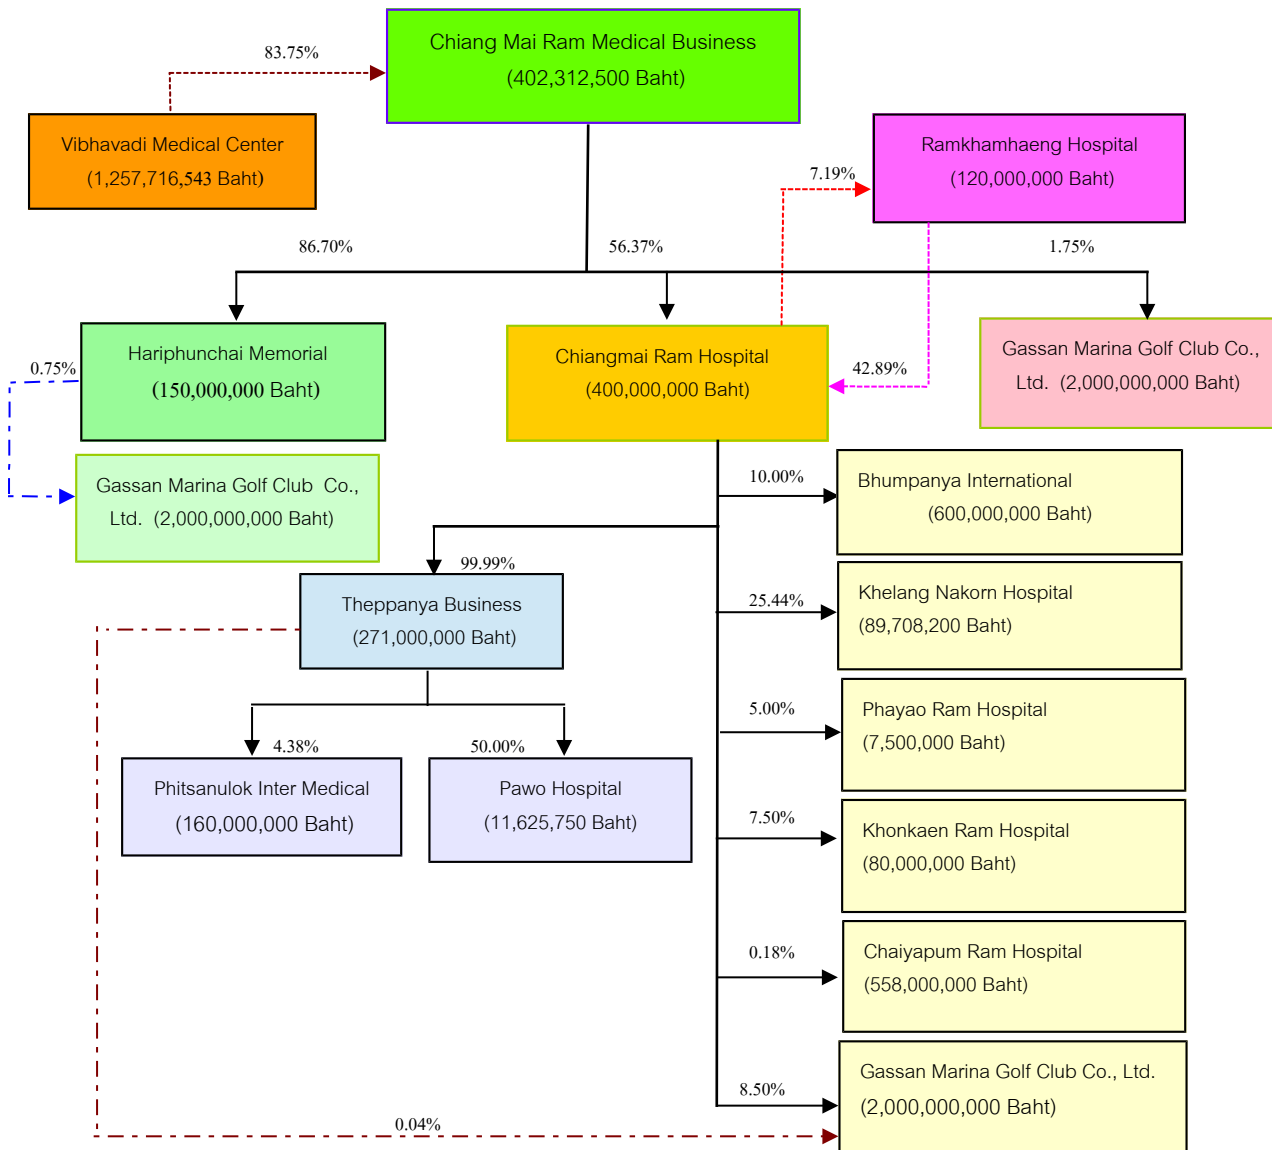 Chiang Mai Ram Medical Business
(402,312,500 Baht)
83.75%
Vibhavadi Medical Center
(1,257,716,543 Baht)
Ramkhamhaeng Hospital
(120,000,000 Baht)
7.19%
86.70%
56.37%
1.75%
Hariphunchai Memorial
(150,000,000 Baht)
0.75%
Chiangmai Ram Hospital
(400,000,000 Baht)
42.89%
Gassan Marina Golf Club Co.,
Ltd. (2,000,000,000 Baht)
Gassan Marina Golf Club Co.,
Ltd. (2,000,000,000 Baht)
10.00%
Bhumpanya International
(600,000,000 Baht)
99.99%
Theppanya Business
(271,000,000 Baht)
25.44%
Khelang Nakorn Hospital
(89,708,200 Baht)
5.00%
Phayao Ram Hospital
(7,500,000 Baht)
4.38%
50.00%
Phitsanulok Inter Medical
(160,000,000 Baht)
Pawo Hospital
(11,625,750 Baht)
7.50%
Khonkaen Ram Hospital
(80,000,000 Baht)
0.18%
Chaiyapum Ram Hospital
(558,000,000 Baht)
8.50%
Gassan Marina Golf Club Co., Ltd.
(2,000,000,000 Baht)
0.04%